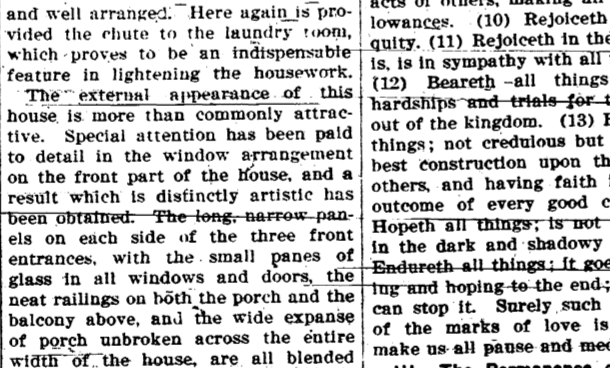 and well arranged. Here again is pro-
vided the chute to the laundry room,
which proves to be an indispensable
feature in lightening the housework.
The external appearance of this
house is more than commonly attrac-
tive. Special attention has been paid
to detail in the window arrangement
on the front part of the house, and a
result which is distinctly artistic has
been obtained. The long, narrow pan-
els on each side of the three front
entrances, with the small panes of
glass in all windows and doors, the
neat railings on both the porch and the
balcony above, and the wide expanse
of porch unbroken across the entire
width of the house, are all blended
acts of others, making
lowances. (10) Rejoiceth
quity. (11) Rejoiceth in the
is, is in sympathy with all
(12) Beareth all things
hardships and trials for
out of the kingdom. (13)
things; not credulous but
best construction upon
others, and having faith
outcome of every good
Hopeth all things; is not
in the dark and shadowy
Endureth all things; it goe
ing and hoping to the end;
can stop it. Surely such
of the marks of love is
make us all pause and
The Permanence